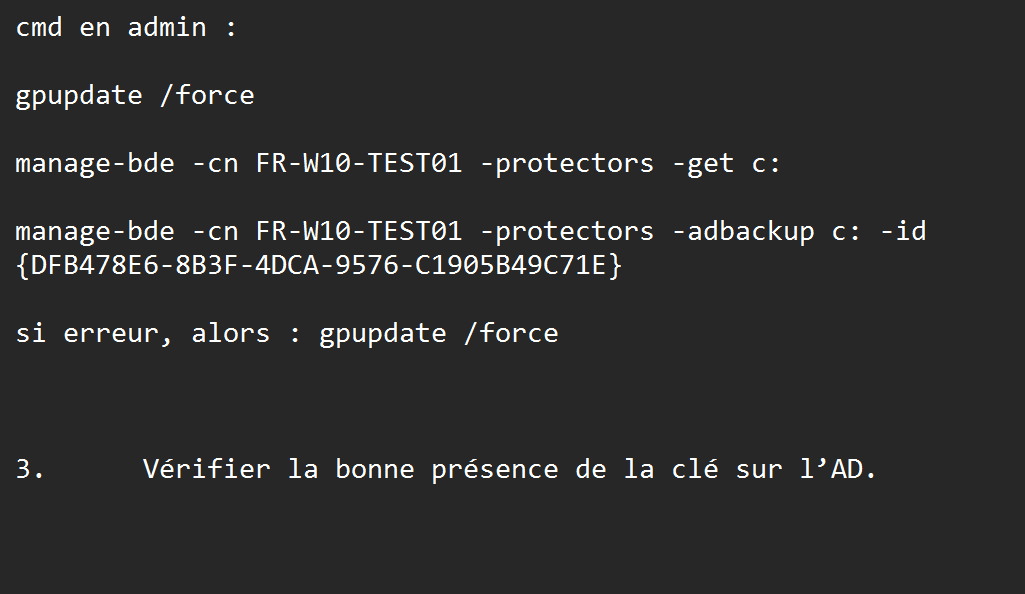 cmd en admin :
gpupdate /force
manage-bde -cn FR-W10-TEST01 -protectors -get c:
manage-bde -cn FR-W10-TEST01 -protectors -adbackup c: -id
{DFB478E6-8B3F-4DCA-9576-C1905B49C71E}
si erreur, alors : gpupdate /force
3. Vérifier la bonne présence de la clé sur l’AD.